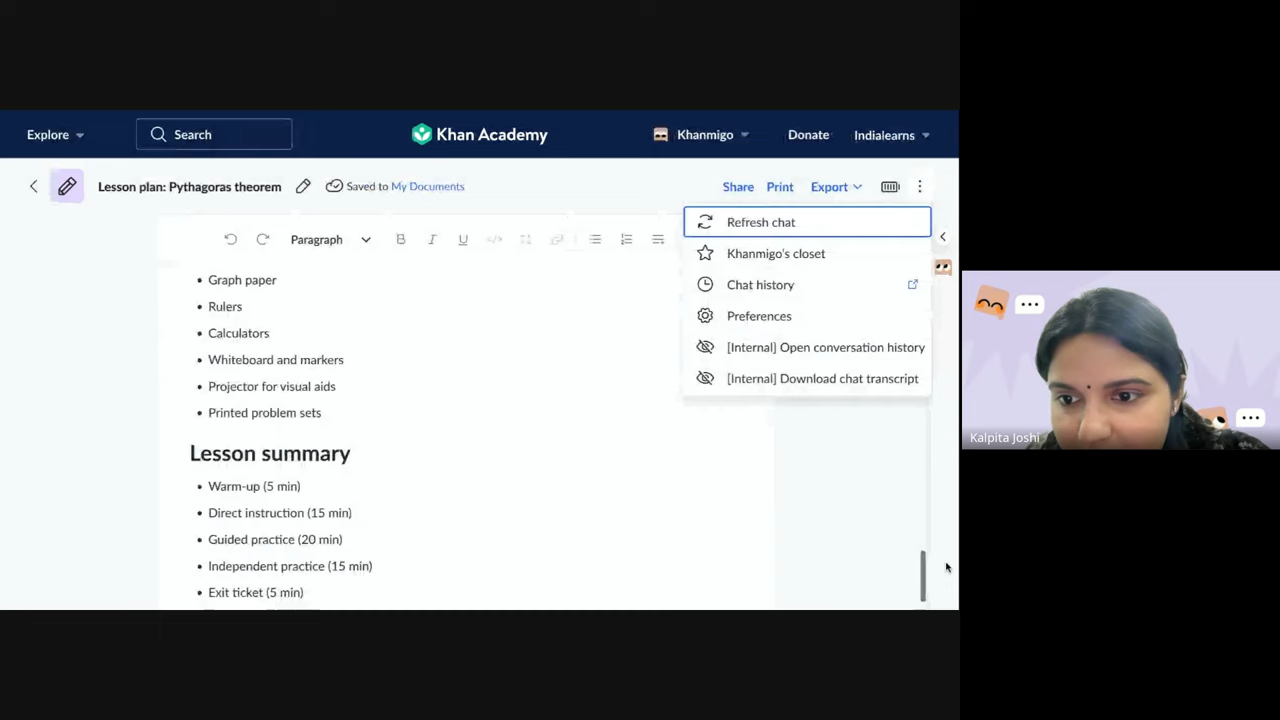 Explore
Search
Khan Academy
Khanmigo
Donate
Indialearns
Lesson plan: Pythagoras theorem
Saved to My Documents
Share
Print
Export
Paragraph
B I U
Refresh chat
Khanmigo's closet
Chat history
Preferences
[Internal] Open conversation history
[Internal] Download chat transcript
• Graph paper
• Rulers
• Calculators
• Whiteboard and markers
• Projector for visual aids
• Printed problem sets
Lesson summary
• Warm-up (5 min)
• Direct instruction (15 min)
• Guided practice (20 min)
• Independent practice (15 min)
• Exit ticket (5 min)
Kalpita Joshi